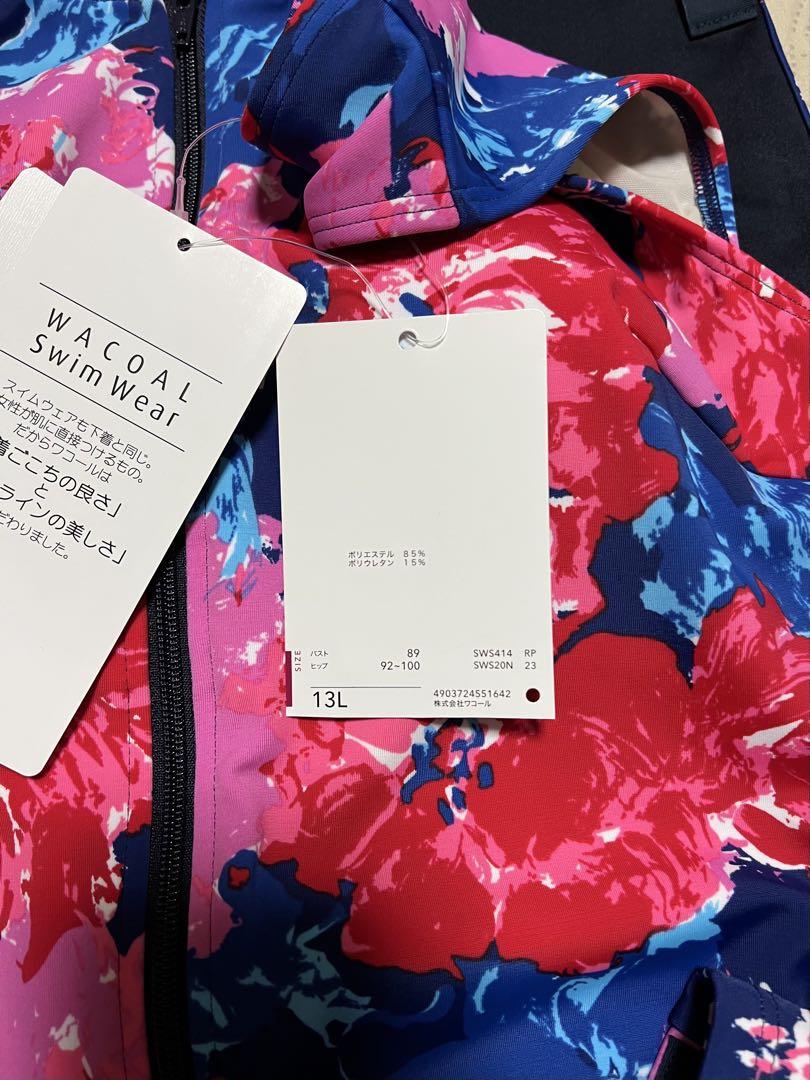 WACOAL
Swim Wear
スイムウェアも下着と同じ。
女性が肌に直接つけるもの。
だからワコールは
着ごこちの良さ」
と
ラインの美しさ」
だわりました。
ポリエステル 85%
ポリウレタン 15%
SIZE
バスト 89 SWS414 RP
ヒップ 92~100 SWS20N 23
13L
4903724551642
株式会社ワコール